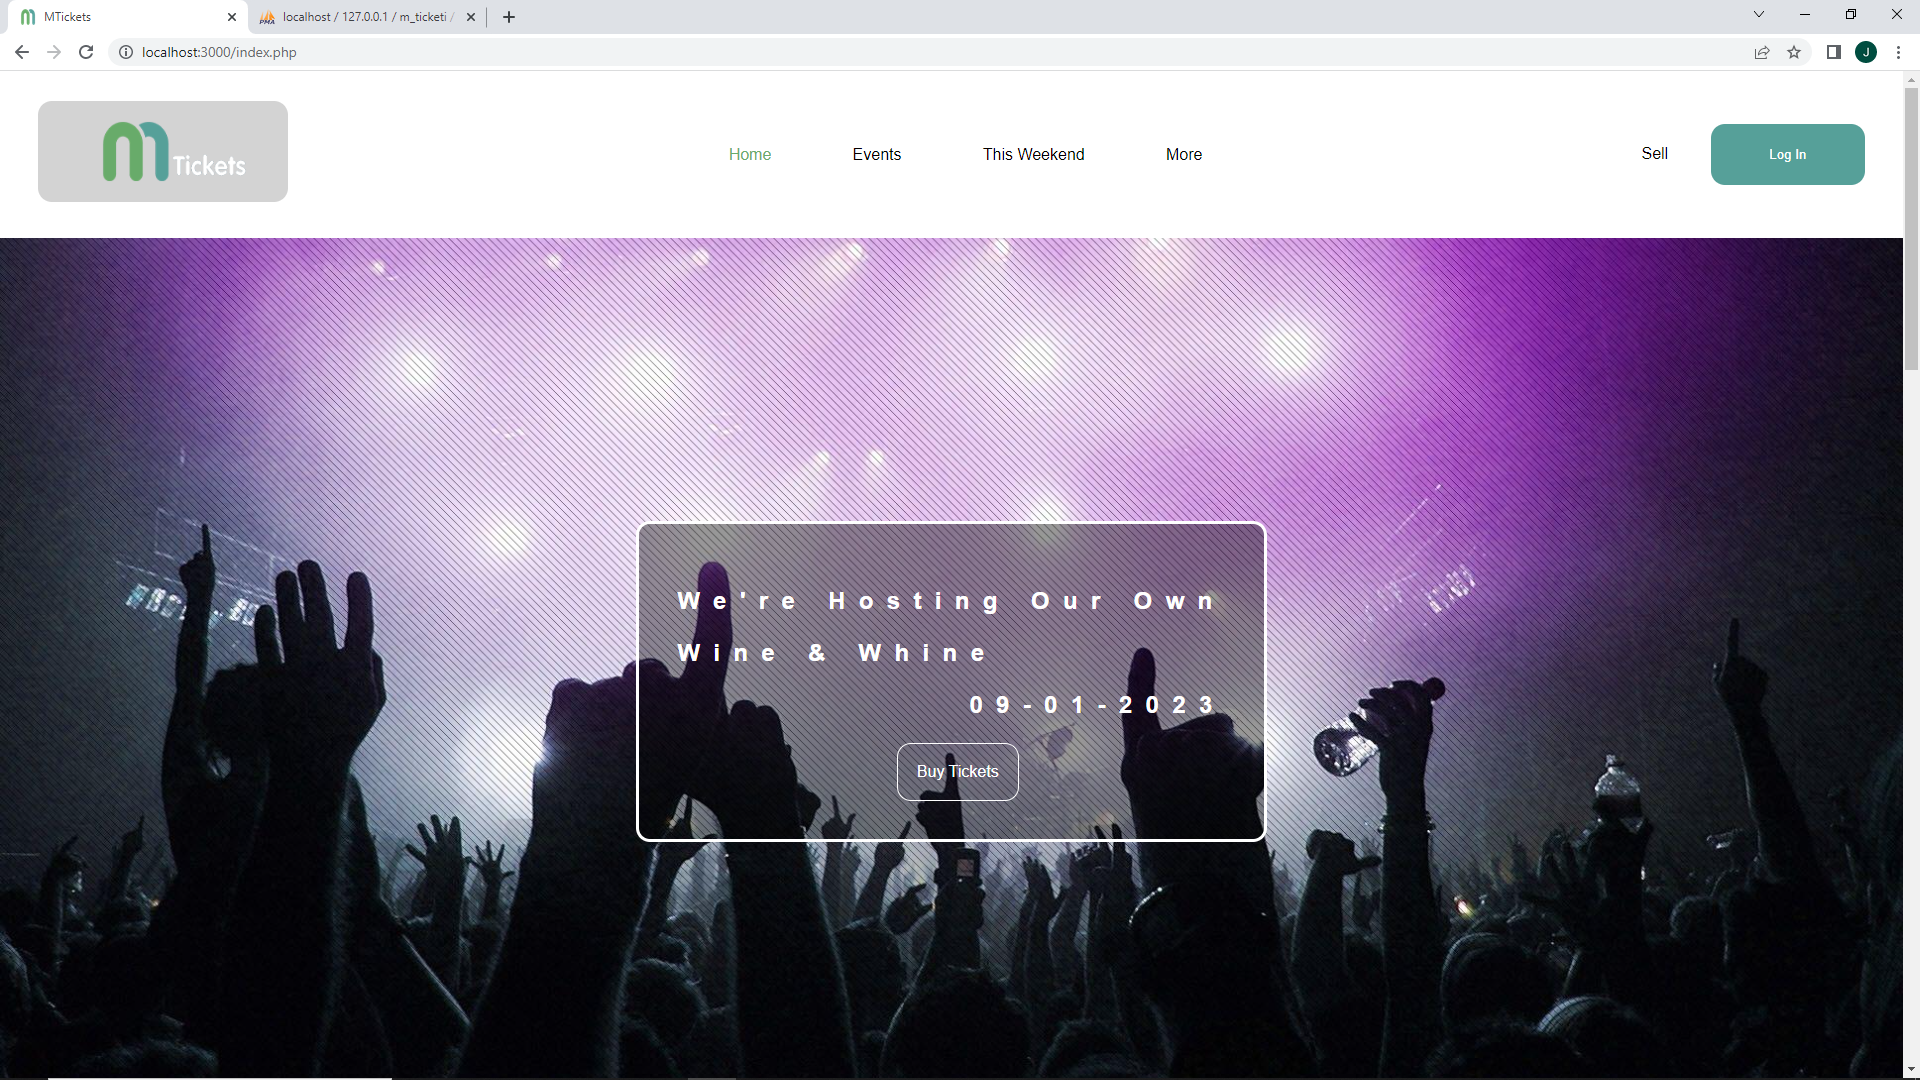 MTickets
PMA
localhost / 127.0.0.1 / m_ticketi /
localhost:3000/index.php
J
m Tickets
Home
Events
This Weekend
More
Sell
Log In
We're Hosting Our Own
Wine & Whine
09-01-2023
Buy Tickets